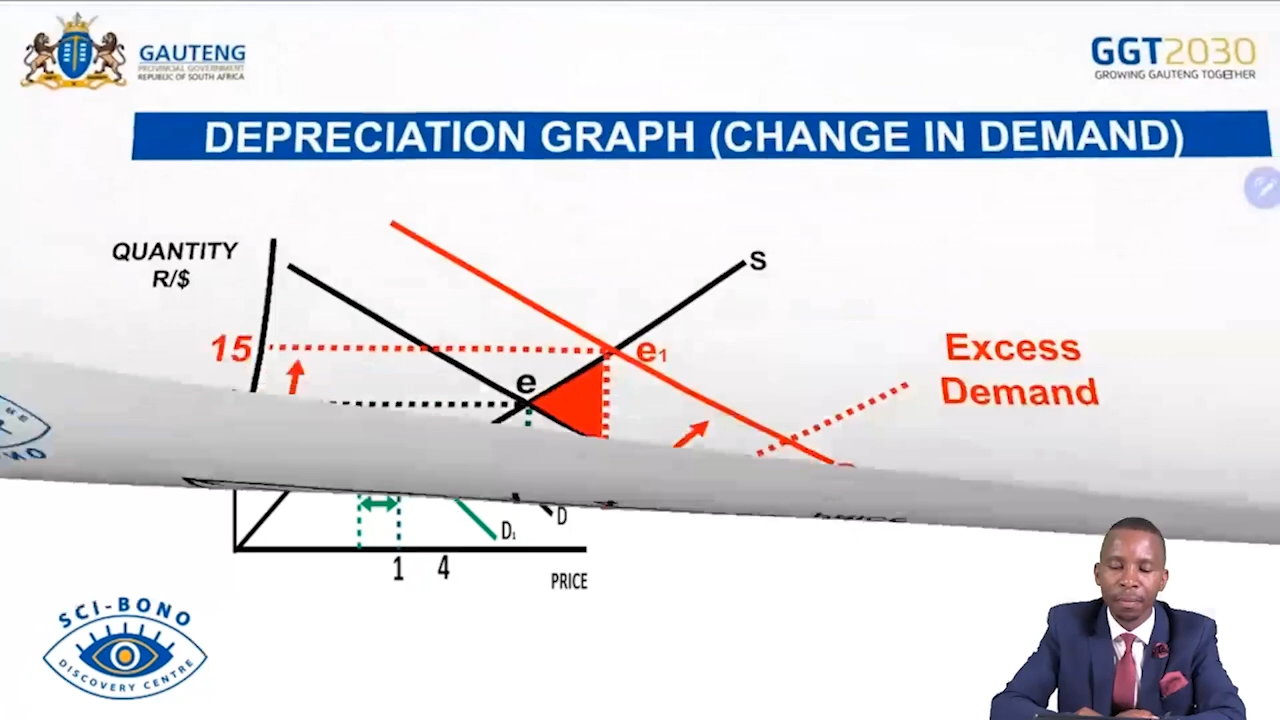 GAUTENG
PROVINCIAL GOVERNMENT
REPUBLIC OF SOUTH AFRICA
GGT2030
GROWING GAUTENG TOGETHER
DEPRECIATION GRAPH (CHANGE IN DEMAND)
QUANTITY
R/$
S
15
e1
e
Excess
Demand
D
D1
1 4
PRICE
SCI-BONO
DISCOVERY CENTRE